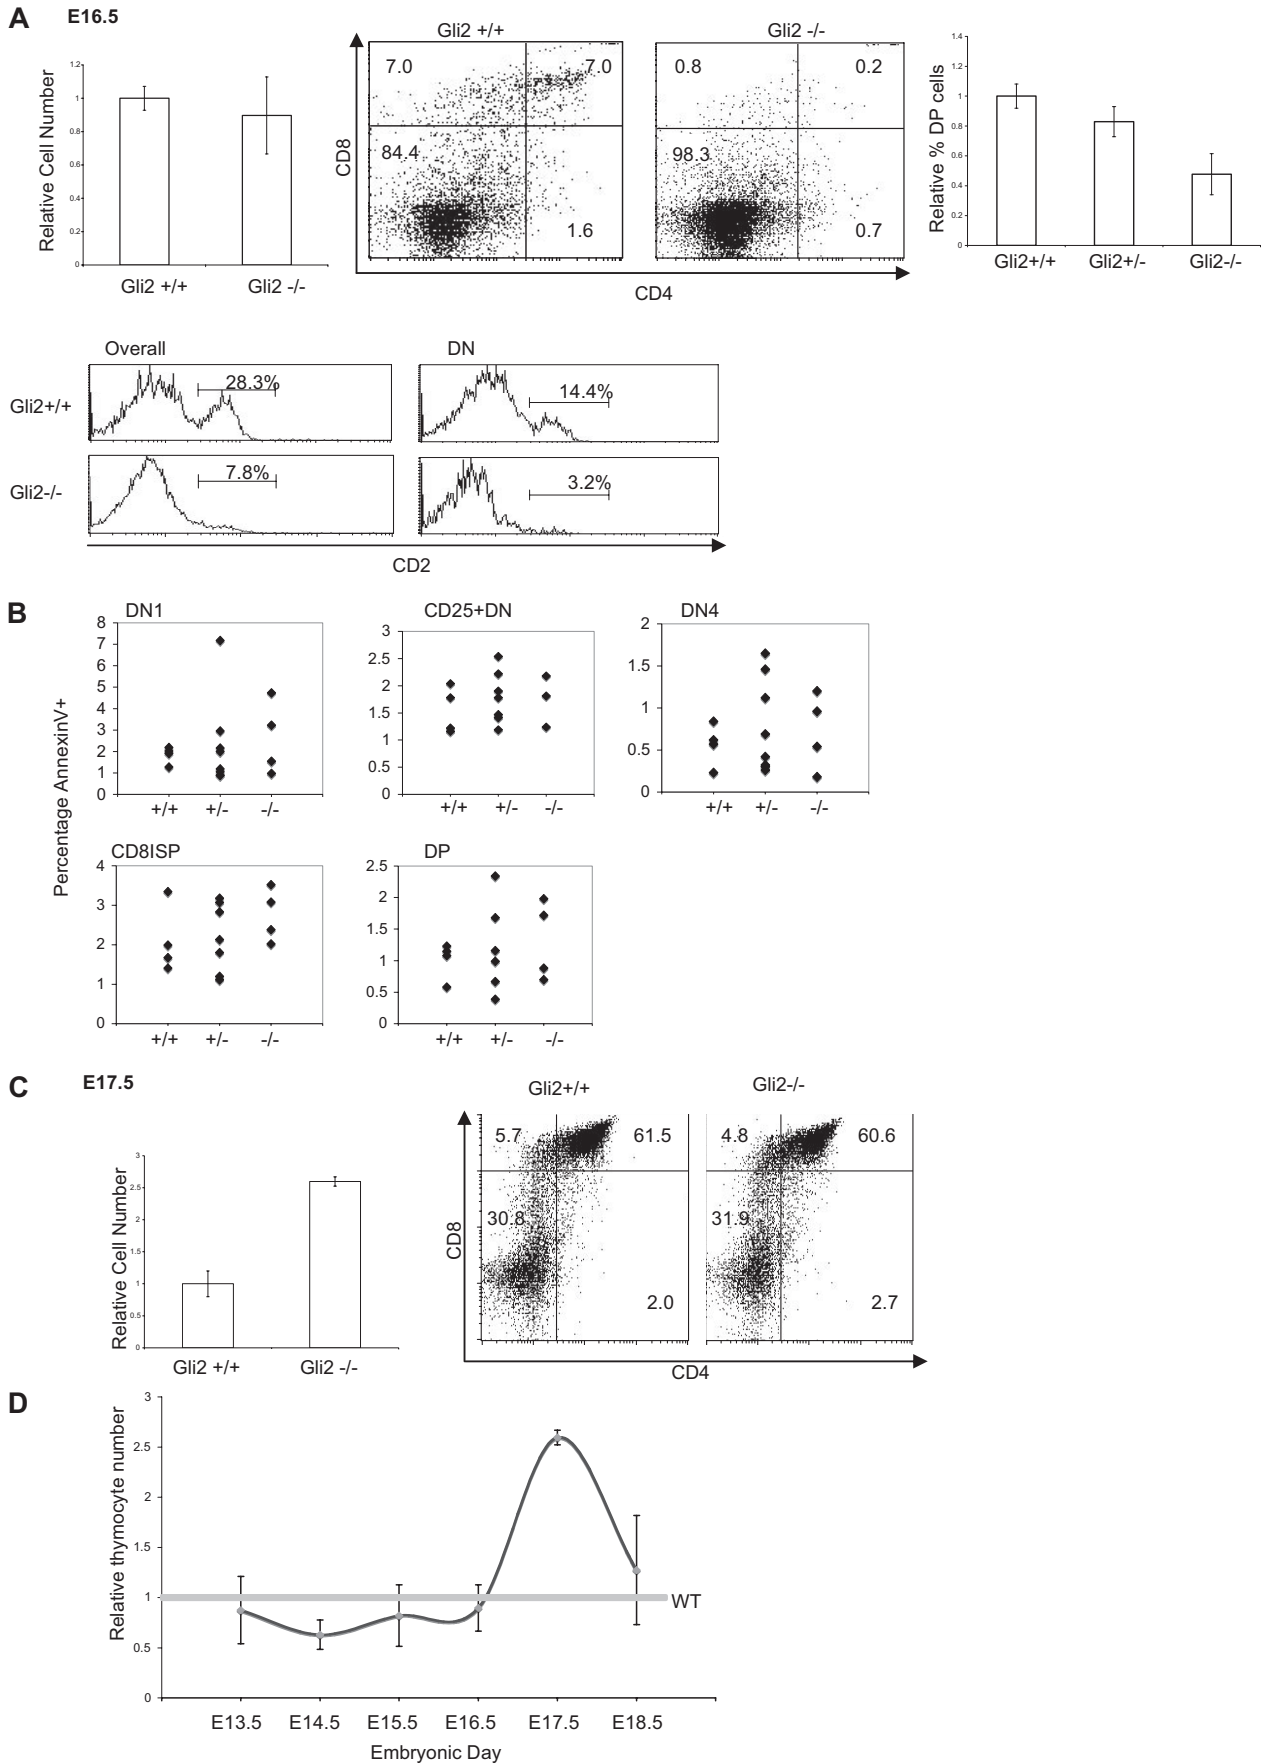 A E16.5
Relative Cell Number
1.2
1
0.8
0.6
0.4
0.2
0
Gli2 +/+ Gli2 -/-
Gli2 +/+ Gli2 -/-
CD8
7.0 7.0
84.4
1.6
0.8 0.2
98.3
0.7
CD4
Relative % DP cells
1.4
1.2
1
0.8
0.6
0.4
0.2
0
Gli2+/+ Gli2+/- Gli2-/-
Overall DN
Gli2+/+ 28.3% 14.4%
Gli2-/- 7.8% 3.2%
CD2
B
Percentage AnnexinV+
DN1
8
7
6
5
4
3
2
1
0
+/+ +/- -/-
CD25+DN
3
2.5
2
1.5
1
0.5
0
+/+ +/- -/-
DN4
2
1.5
1
0.5
0
+/+ +/- -/-
CD8ISP
4
3
2
1
0
+/+ +/- -/-
DP
2.5
2
1.5
1
0.5
0
+/+ +/- -/-
C E17.5
Relative Cell Number
3
2.5
2
1.5
1
0.5
0
Gli2 +/+ Gli2 -/-
Gli2+/+ Gli2-/-
CD8
5.7 61.5
30.8
2.0
4.8 60.6
31.9
2.7
CD4
D
Relative thymocyte number
3
2.5
2
1.5
1
0.5
0
WT
E13.5 E14.5 E15.5 E16.5 E17.5 E18.5
Embryonic Day